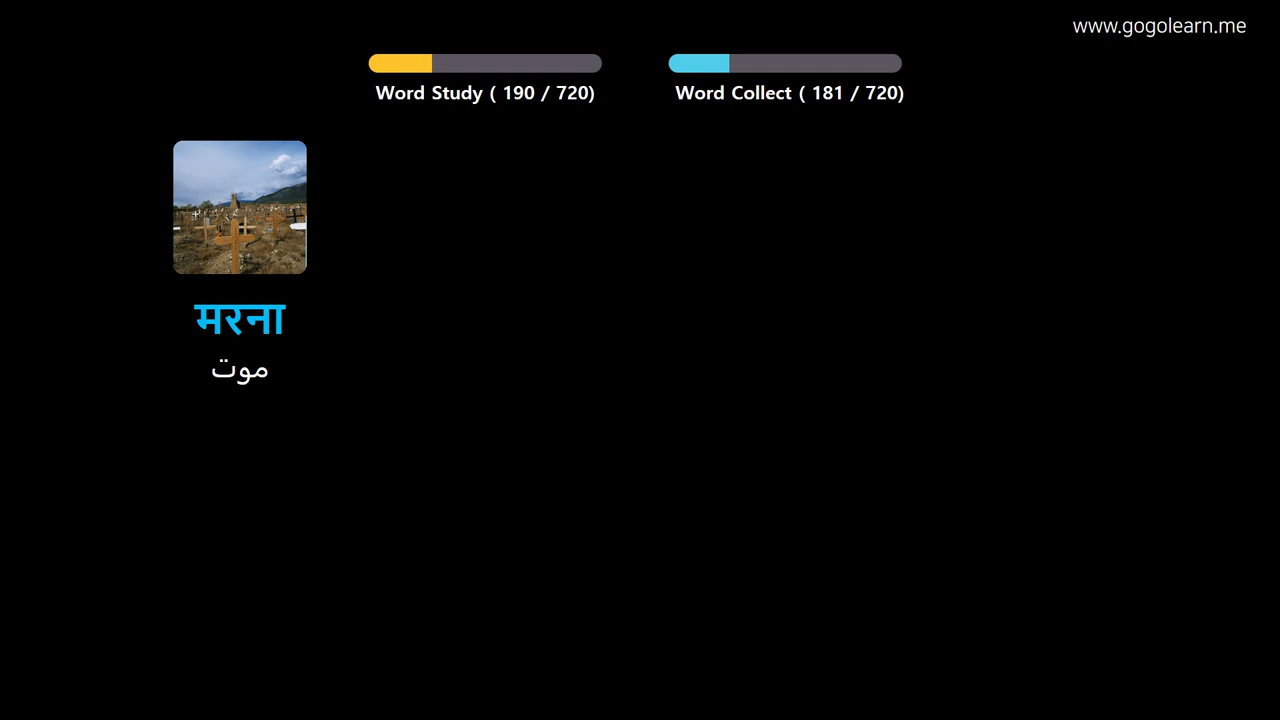 www.gogolearn.me
Word Study ( 190 / 720)
Word Collect ( 181 / 720)
मरना
موت